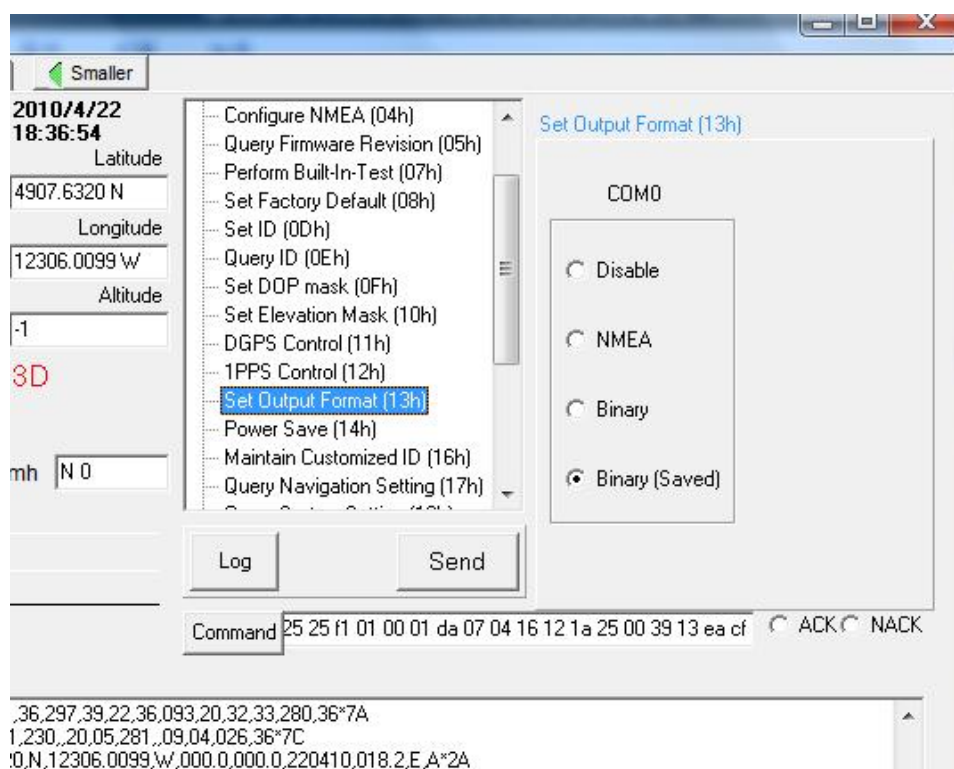 Smaller
2010/4/22
18:36:54
Latitude
4907.6320 N
Longitude
12306.0099 W
Altitude
-1
3D
mh N 0
Configure NMEA (04h)
Query Firmware Revision (05h)
Perform Built-In-Test (07h)
Set Factory Default (08h)
Set ID (0Dh)
Query ID (0Eh)
Set DOP mask (0Fh)
Set Elevation Mask (10h)
DGPS Control (11h)
1PPS Control (12h)
Set Output Format (13h)
Power Save (14h)
Maintain Customized ID (16h)
Query Navigation Setting (17h)
Log Send
Set Output Format (13h)
COM0
Disable
NMEA
Binary
Binary (Saved)
Command 25 25 f1 01 00 01 da 07 04 16 12 1a 25 00 39 13 ea cf ACK NACK
,36,297,39,22,36,093,20,32,33,280,36*7A
1,230,,20,05,281,,09,04,026,36*7C
0,N,12306.0099,W,000.0,000.0,220410,018.2,E,A*2A